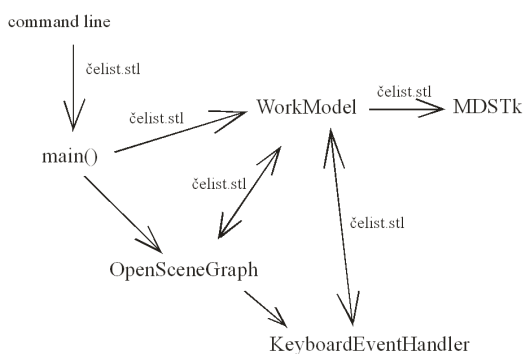 command line
čelist.stl
čelist.stl
čelist.stl
WorkModel
MDSTk
main()
čelist.stl
čelist.stl
OpenSceneGraph
KeyboardEventHandler